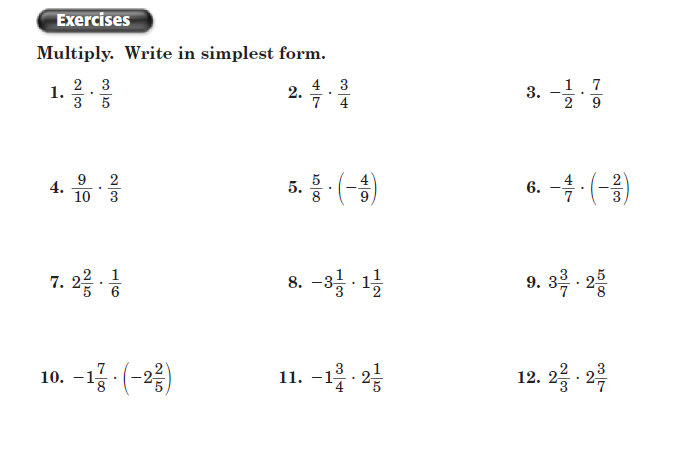 Exercises
Multiply. Write in simplest form.
1. 2/3 · 3/5 2. 4/7 · 3/4 3. -1/2 · 7/9
4. 9/10 · 2/3 5. 5/8 · (-4/9) 6. -4/7 · (-2/3)
7. 2 2/5 · 1/6 8. -3 1/3 · 1 1/2 9. 3 3/7 · 2 5/8
10. -1 7/8 · (-2 2/5) 11. -1 3/4 · 2 1/5 12. 2 2/3 · 2 3/7